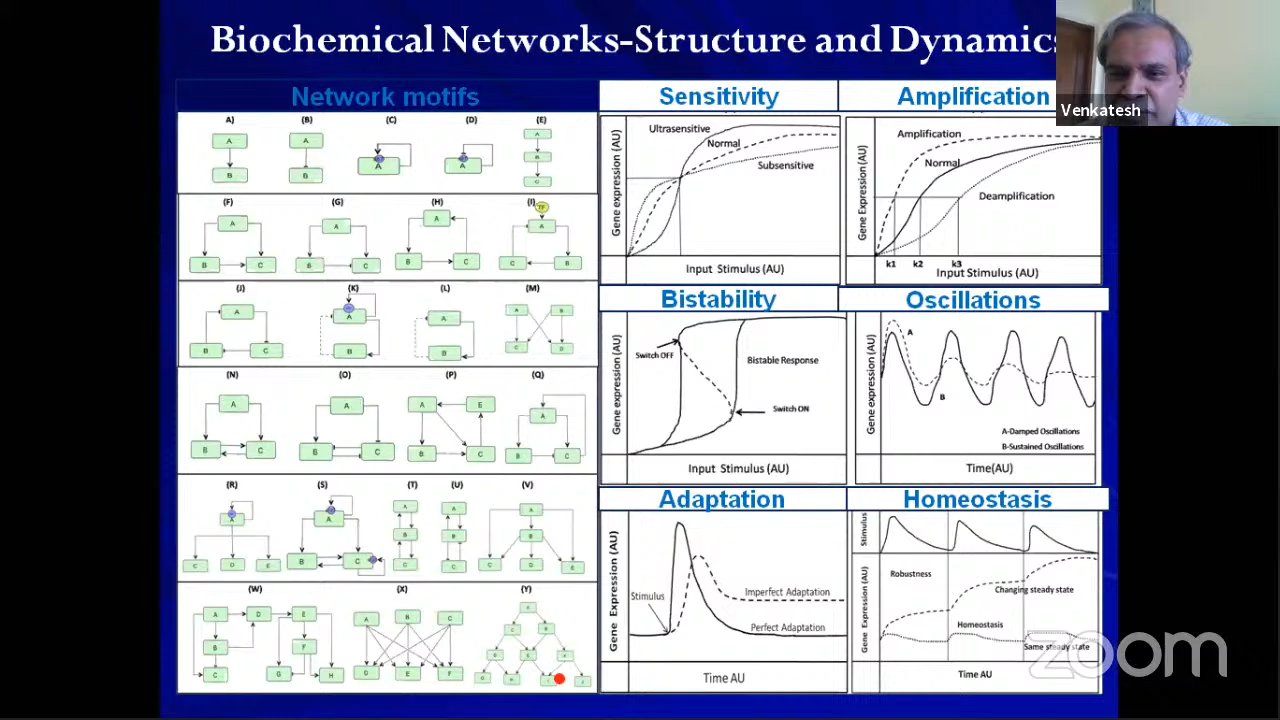 Biochemical Networks-Structure and Dynamics
Venkatesh
Network motifs
A) (B) (C) (D) (E)
A A A A A
B B B
(F) (G) (H) (I)
TF
A A A A
B C B C B C C B
(J) (K) (L) (M)
A A A A B
B C B B C D
(N) (O) (P) (Q)
A A A E A
B C B C B C B C
(R) (S) (T) (U) (V)
A A A A A
B B B
C D E B C C C C D E
(W) (X) (Y)
A D E A B C
B F
C G H D E F
Sensitivity
Gene expression (AU)
Ultrasensitive
Normal
Subsensitive
Input Stimulus (AU)
Amplification
Gene Expression (AU)
Amplification
Normal
Deamplification
k1 k2 k3
Input Stimulus (AU)
Bistability
Gene expression (AU)
Switch OFF
Bistable Response
Switch ON
Input Stimulus (AU)
Oscillations
Gene expression (AU)
A
B
A-Damped Oscillations
B-Sustained Oscillations
Time(AU)
Adaptation
Gene Expression (AU)
Stimulus
Imperfect Adaptation
Perfect Adaptation
Time AU
Homeostasis
Stimulus
Gene Expression (AU)
Robustness
Changing steady state
Homeostasis
Same steady state
Time AU
zoom